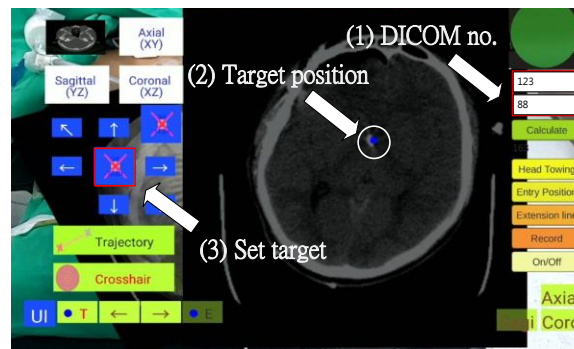 (1) DICOM no.
(2) Target position
(3) Set target
Axial
(XY)
Sagittal
(YZ)
Coronal
(XZ)
↖ ↑
← →
↓
Trajectory
Crosshair
UI
T ← → E
123
88
Calculate
Head Towing
Entry Position
Extension line
Record
On/Off
Axia
gi Coro